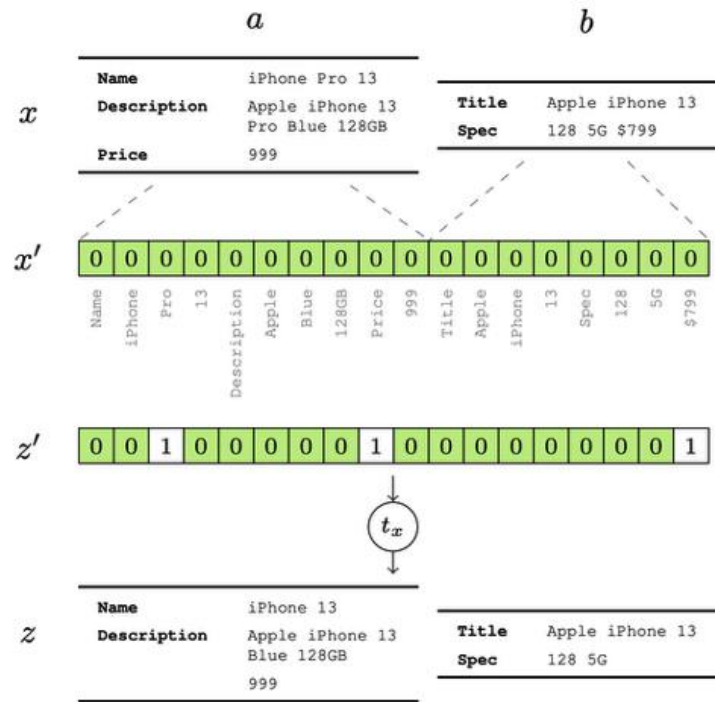 a b
x
Name iPhone Pro 13
Description Apple iPhone 13
Pro Blue 128GB
Price 999
Title Apple iPhone 13
Spec 128 5G $799
x′ 0 0 0 0 0 0 0 0 0 0 0 0 0 0 0 0 0 0
Name iPhone Pro 13 Description Apple Blue 128GB Price 999 Title Apple iPhone 13 Spec 128 5G $799
z′ 0 0 1 0 0 0 0 0 1 0 0 0 0 0 0 0 0 1
tₓ
z
Name iPhone 13
Description Apple iPhone 13
Blue 128GB
999
Title Apple iPhone 13
Spec 128 5G